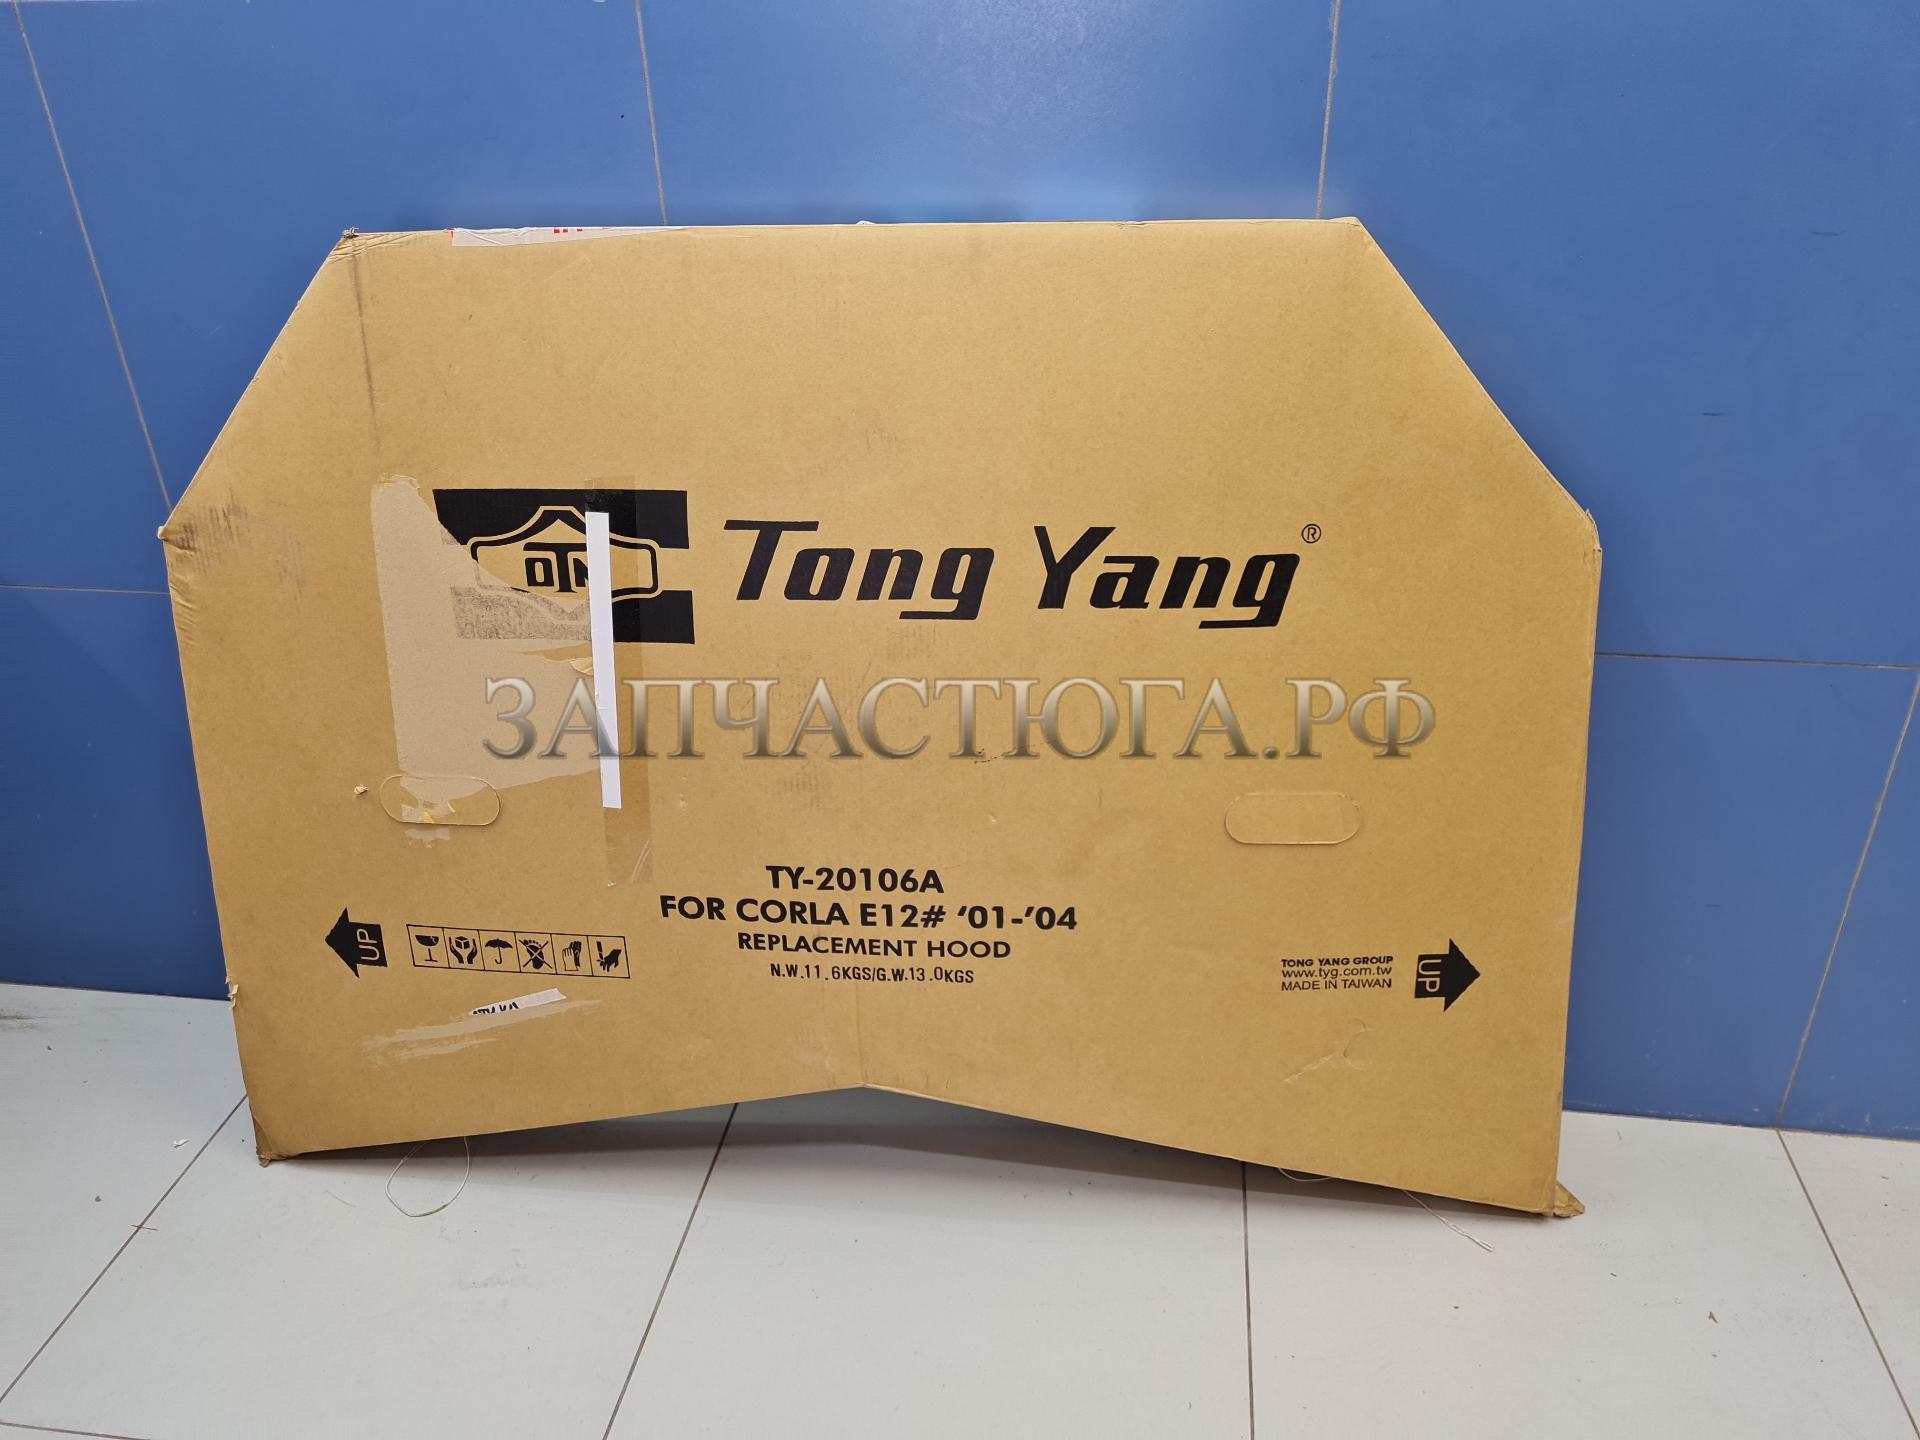 OTM
Tong Yang®
ЗАПЧАСТЮГА.РФ
TY-20106A
FOR CORLA E12# '01-'04
REPLACEMENT HOOD
N.W.11.6KGS/G.W.13.0KGS
UP
TONG YANG GROUP
www.tyg.com.tw
MADE IN TAIWAN
UP